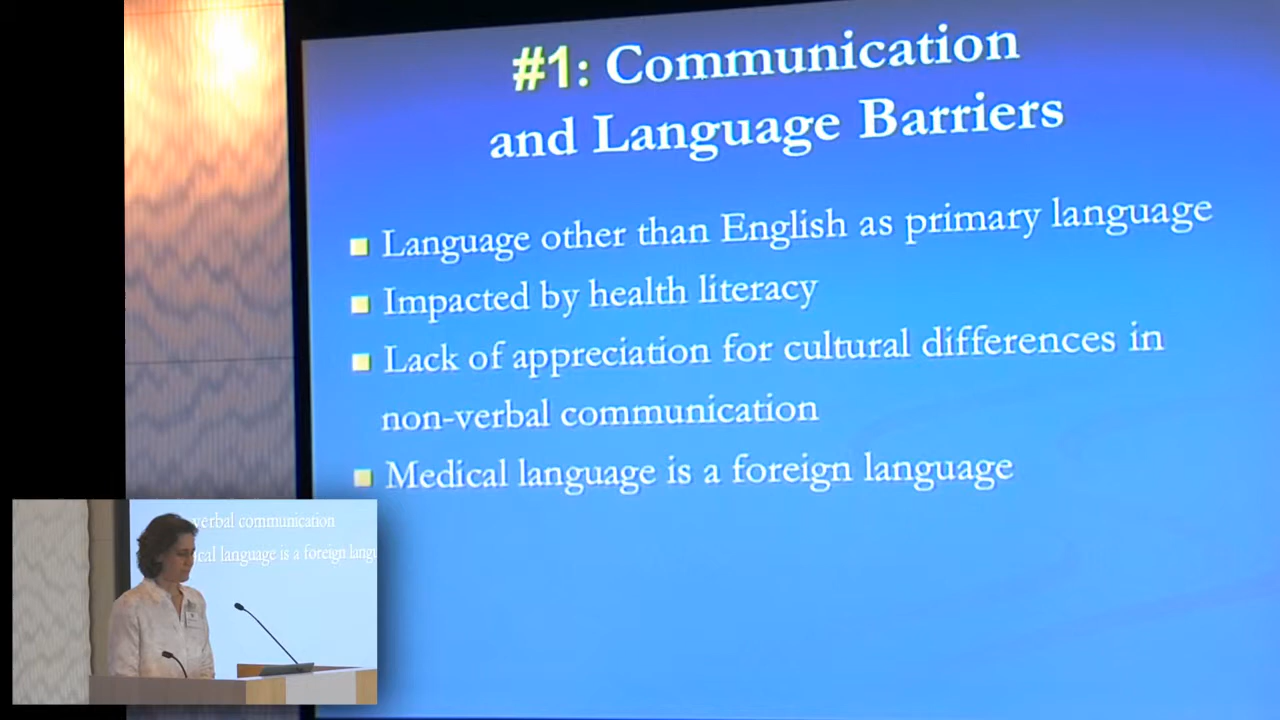 #1: Communication
and Language Barriers
Language other than English as primary language
Impacted by health literacy
Lack of appreciation for cultural differences in
non-verbal communication
Medical language is a foreign language
verbal communication
cal language is a foreign langu